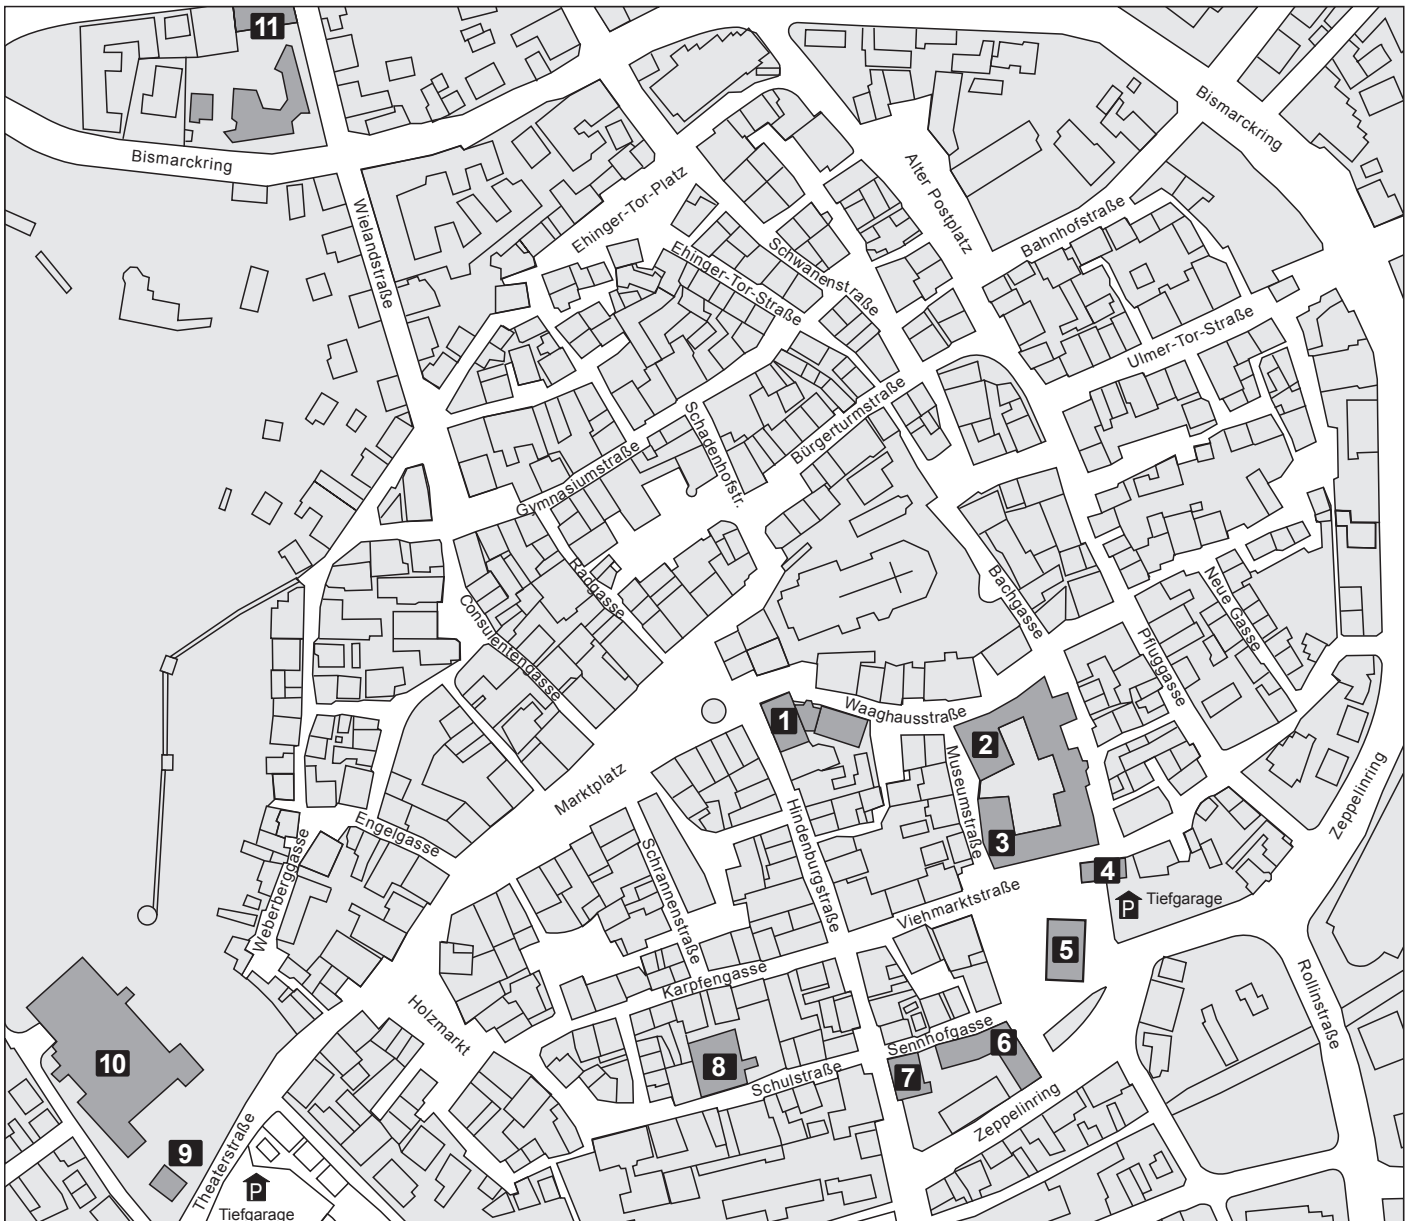 11
Bismarckring
Bismarckring
Wielandstraße
Ehinger-Tor-Platz
Alter Postplatz
Bahnhofstraße
Schwanenstraße
Ehinger-Tor-Straße
Ulmer-Tor-Straße
Schadenhofstr.
Bürgerturmstraße
Gymnasiumstraße
Raggasse
Consulentengasse
Bachgasse
Neue Gasse
Pfluggasse
1
Waaghausstraße
2
Museumstraße
Marktplatz
Hindenburgstraße
Zeppelinring
Engelgasse
Weberberggasse
Schrannenstraße
3
4
P Tiefgarage
Viehmarktstraße
5
Karpfengasse
Holzmarkt
Rollinstraße
Sennhofgasse
6
7
8
Schulstraße
Zeppelinring
10
9
Theaterstraße
P
Tiefgarage